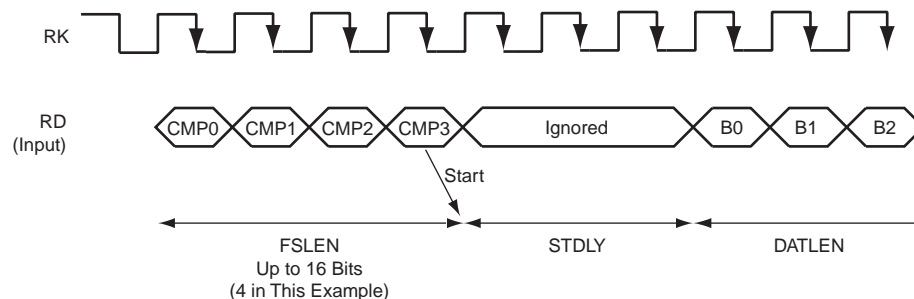 RK
RD
(Input)
CMP0 CMP1 CMP2 CMP3 Ignored B0 B1 B2
Start
FSLEN STDLY DATLEN
Up to 16 Bits
(4 in This Example)